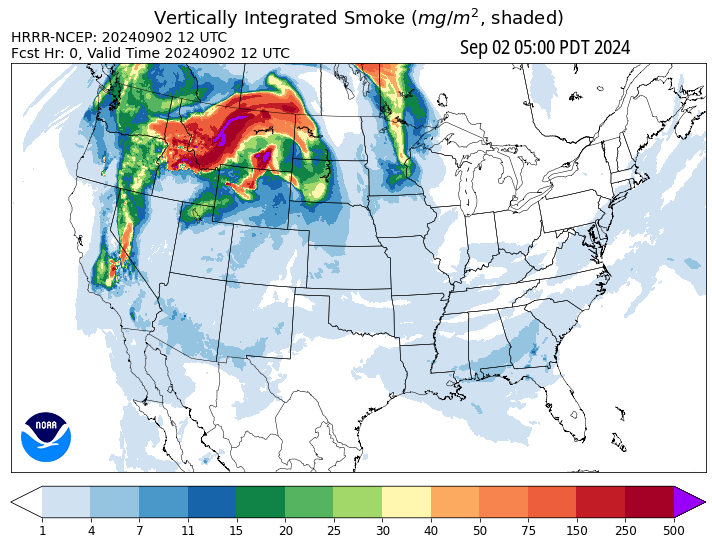 Vertically Integrated Smoke (mg/m², shaded)
HRRR-NCEP: 20240902 12 UTC
Fcst Hr: 0, Valid Time 20240902 12 UTC
Sep 02 05:00 PDT 2024
NOAA
1 4 7 11 15 20 25 30 40 50 75 150 250 500